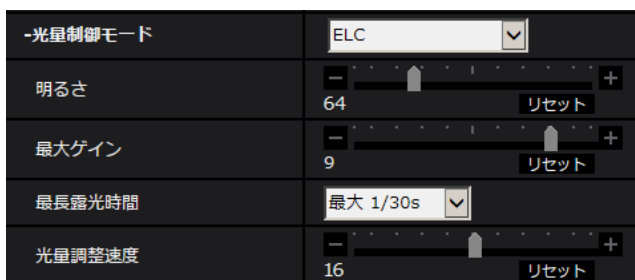 -光量制御モード ELC
明るさ
64 リセット
最大ゲイン
9 リセット
最長露光時間 最大 1/30s
光量調整速度
16 リセット